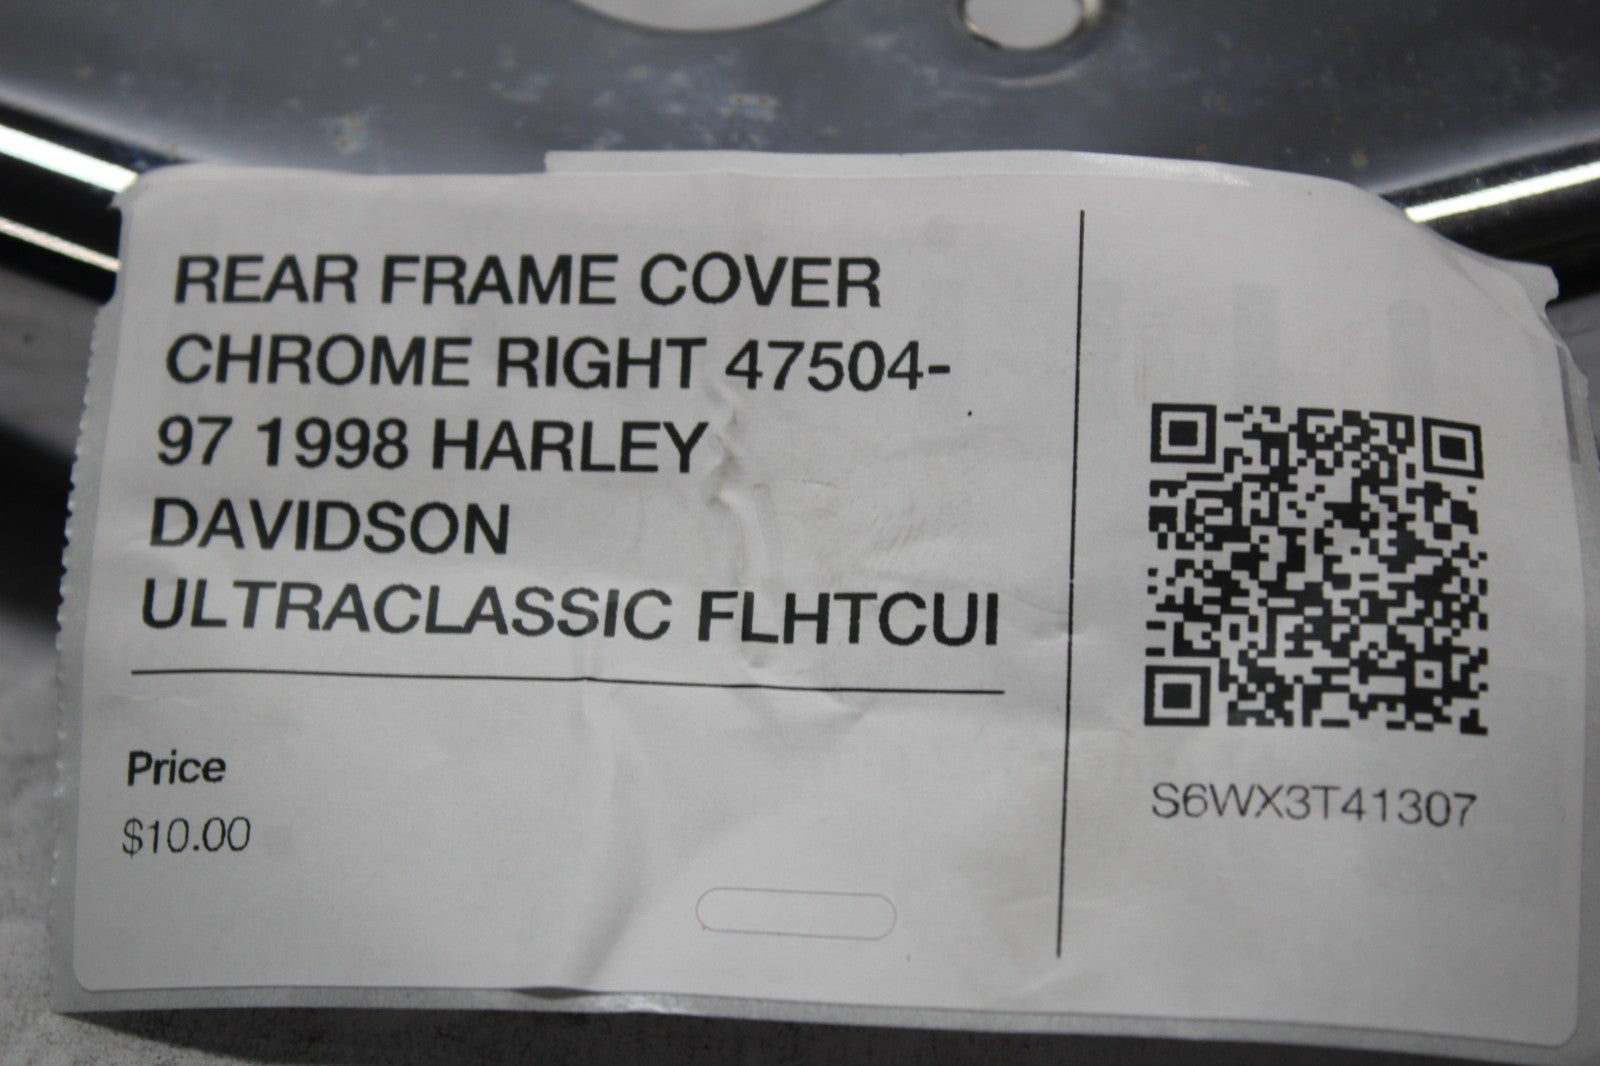 REAR FRAME COVER
CHROME RIGHT 47504-
97 1998 HARLEY
DAVIDSON
ULTRACLASSIC FLHTCUI
Price
$10.00
S6WX3T41307